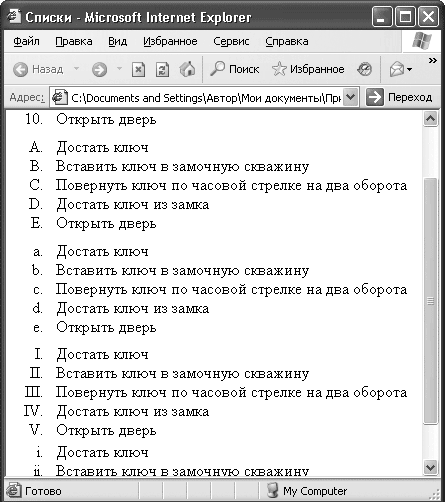 Списки - Microsoft Internet Explorer
Файл Правка Вид Избранное Сервис Справка
Назад Поиск Избранное
Адрес: C:\Documents and Settings\Автор\Мои документы\При Переход
10. Открыть дверь
A. Достать ключ
B. Вставить ключ в замочную скважину
C. Повернуть ключ по часовой стрелке на два оборота
D. Достать ключ из замка
E. Открыть дверь
a. Достать ключ
b. Вставить ключ в замочную скважину
c. Повернуть ключ по часовой стрелке на два оборота
d. Достать ключ из замка
e. Открыть дверь
I. Достать ключ
II. Вставить ключ в замочную скважину
III. Повернуть ключ по часовой стрелке на два оборота
IV. Достать ключ из замка
V. Открыть дверь
i. Достать ключ
ii. Вставить ключ в замочную скважину
Готово My Computer